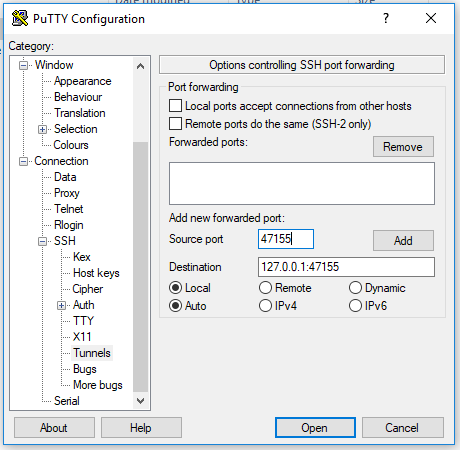 PuTTY Configuration
Category:
Window
Appearance
Behaviour
Translation
Selection
Colours
Connection
Data
Proxy
Telnet
Rlogin
SSH
Kex
Host keys
Cipher
Auth
TTY
X11
Tunnels
Bugs
More bugs
Serial
Options controlling SSH port forwarding
Port forwarding
Local ports accept connections from other hosts
Remote ports do the same (SSH-2 only)
Forwarded ports:
Remove
Add new forwarded port:
Source port 47155 Add
Destination 127.0.0.1:47155
Local Remote Dynamic
Auto IPv4 IPv6
About Help Open Cancel